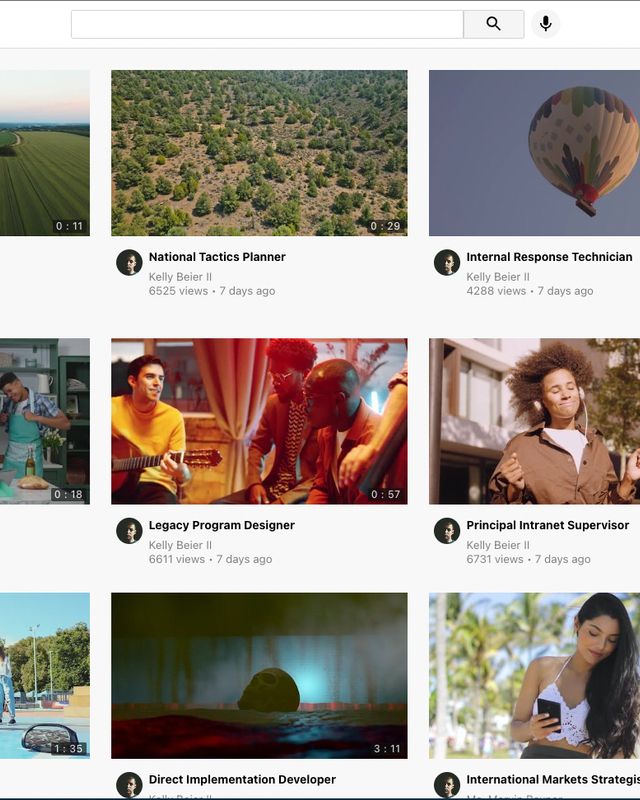 0 : 11
0 : 29
National Tactics Planner
Kelly Beier II
6525 views • 7 days ago
Internal Response Technician
Kelly Beier II
4288 views • 7 days ago
0 : 18
0 : 57
Legacy Program Designer
Kelly Beier II
6611 views • 7 days ago
Principal Intranet Supervisor
Kelly Beier II
6731 views • 7 days ago
1 : 35
3 : 11
Direct Implementation Developer
International Markets Strategis